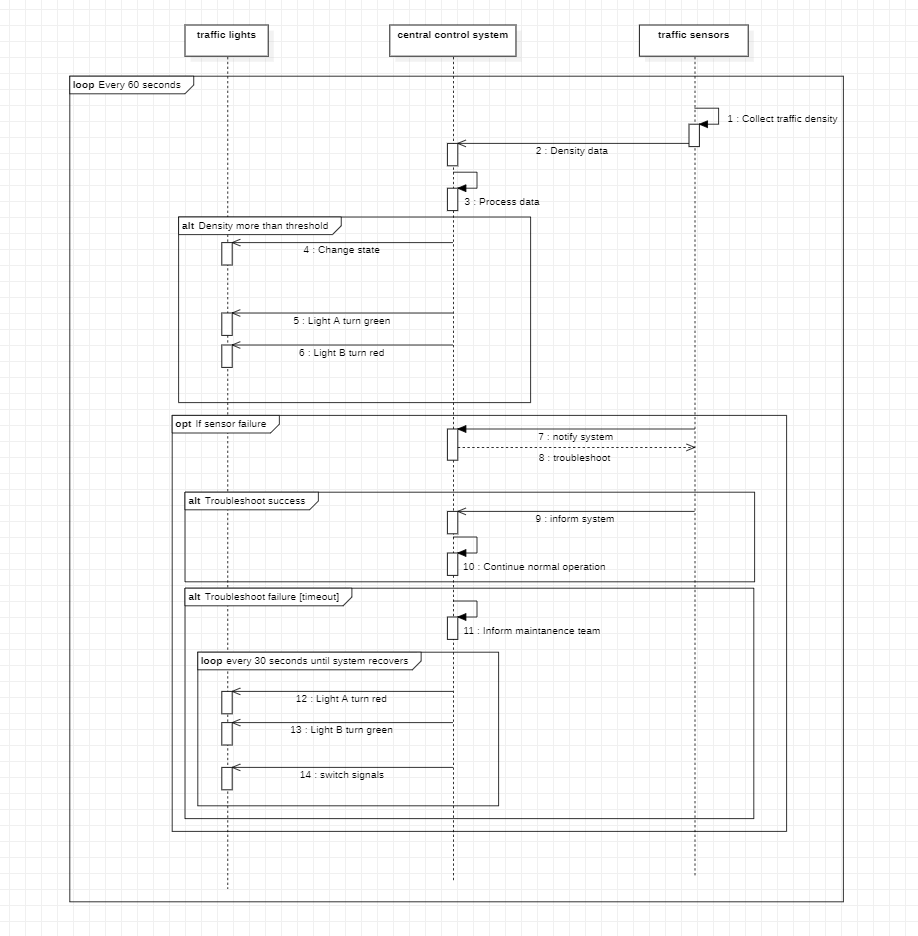 traffic lights
central control system
traffic sensors
loop Every 60 seconds
1 : Collect traffic density
2 : Density data
3 : Process data
alt Density more than threshold
4 : Change state
5 : Light A turn green
6 : Light B turn red
opt If sensor failure
7 : notify system
8 : troubleshoot
alt Troubleshoot success
9 : inform system
10 : Continue normal operation
alt Troubleshoot failure [timeout]
11 : Inform maintanence team
loop every 30 seconds until system recovers
12 : Light A turn red
13 : Light B turn green
14 : switch signals